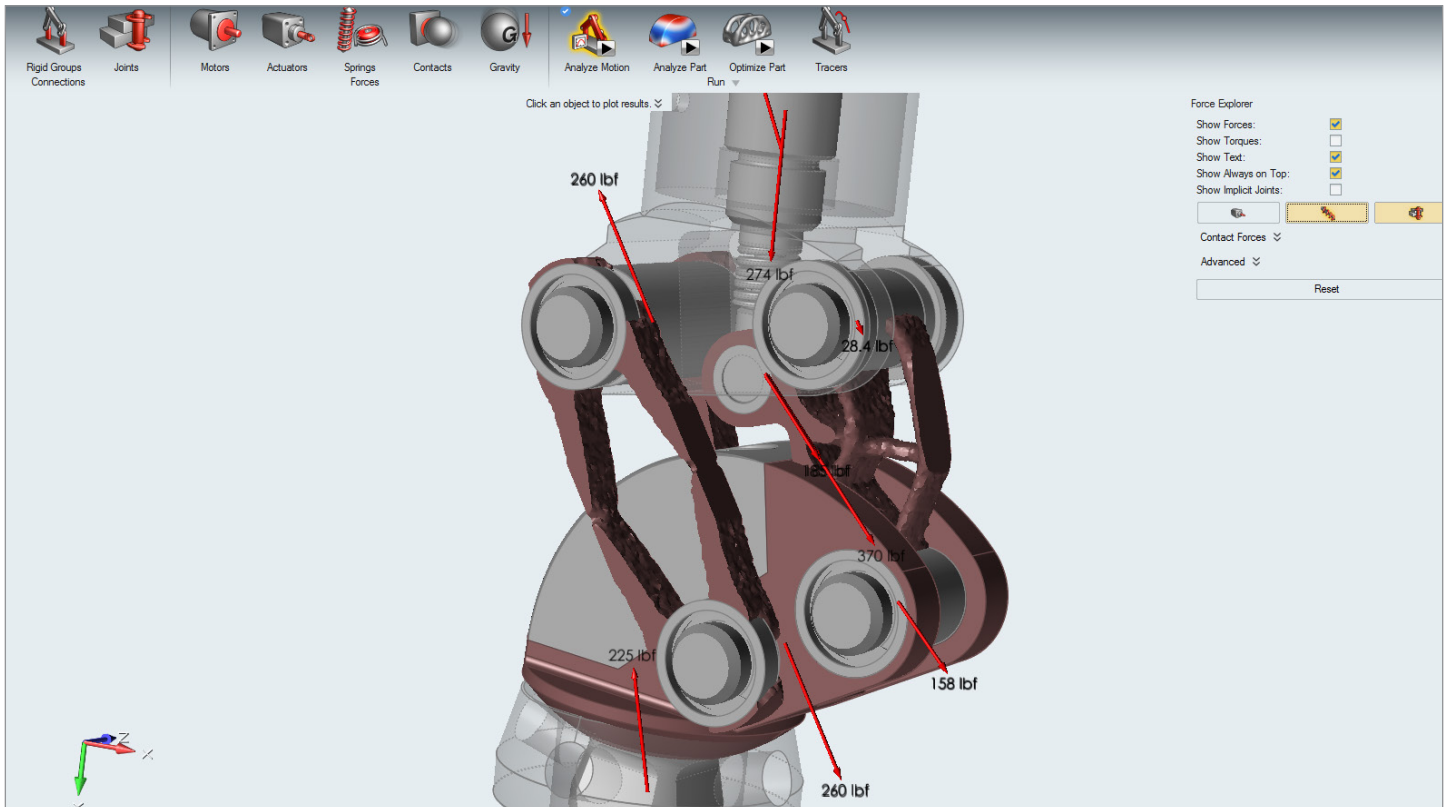 Rigid Groups
Joints
Motors
Actuators
Springs
Contacts
Gravity
Analyze Motion
Analyze Part
Optimize Part
Tracers
Connections
Forces
Run
G
Click an object to plot results.
Force Explorer
Show Forces:
Show Torques:
Show Text:
Show Always on Top:
Show Implicit Joints:
Contact Forces
Advanced
Reset
260 lbf
274 lbf
28.4 lbf
370 lbf
225 lbf
158 lbf
260 lbf
Z
X